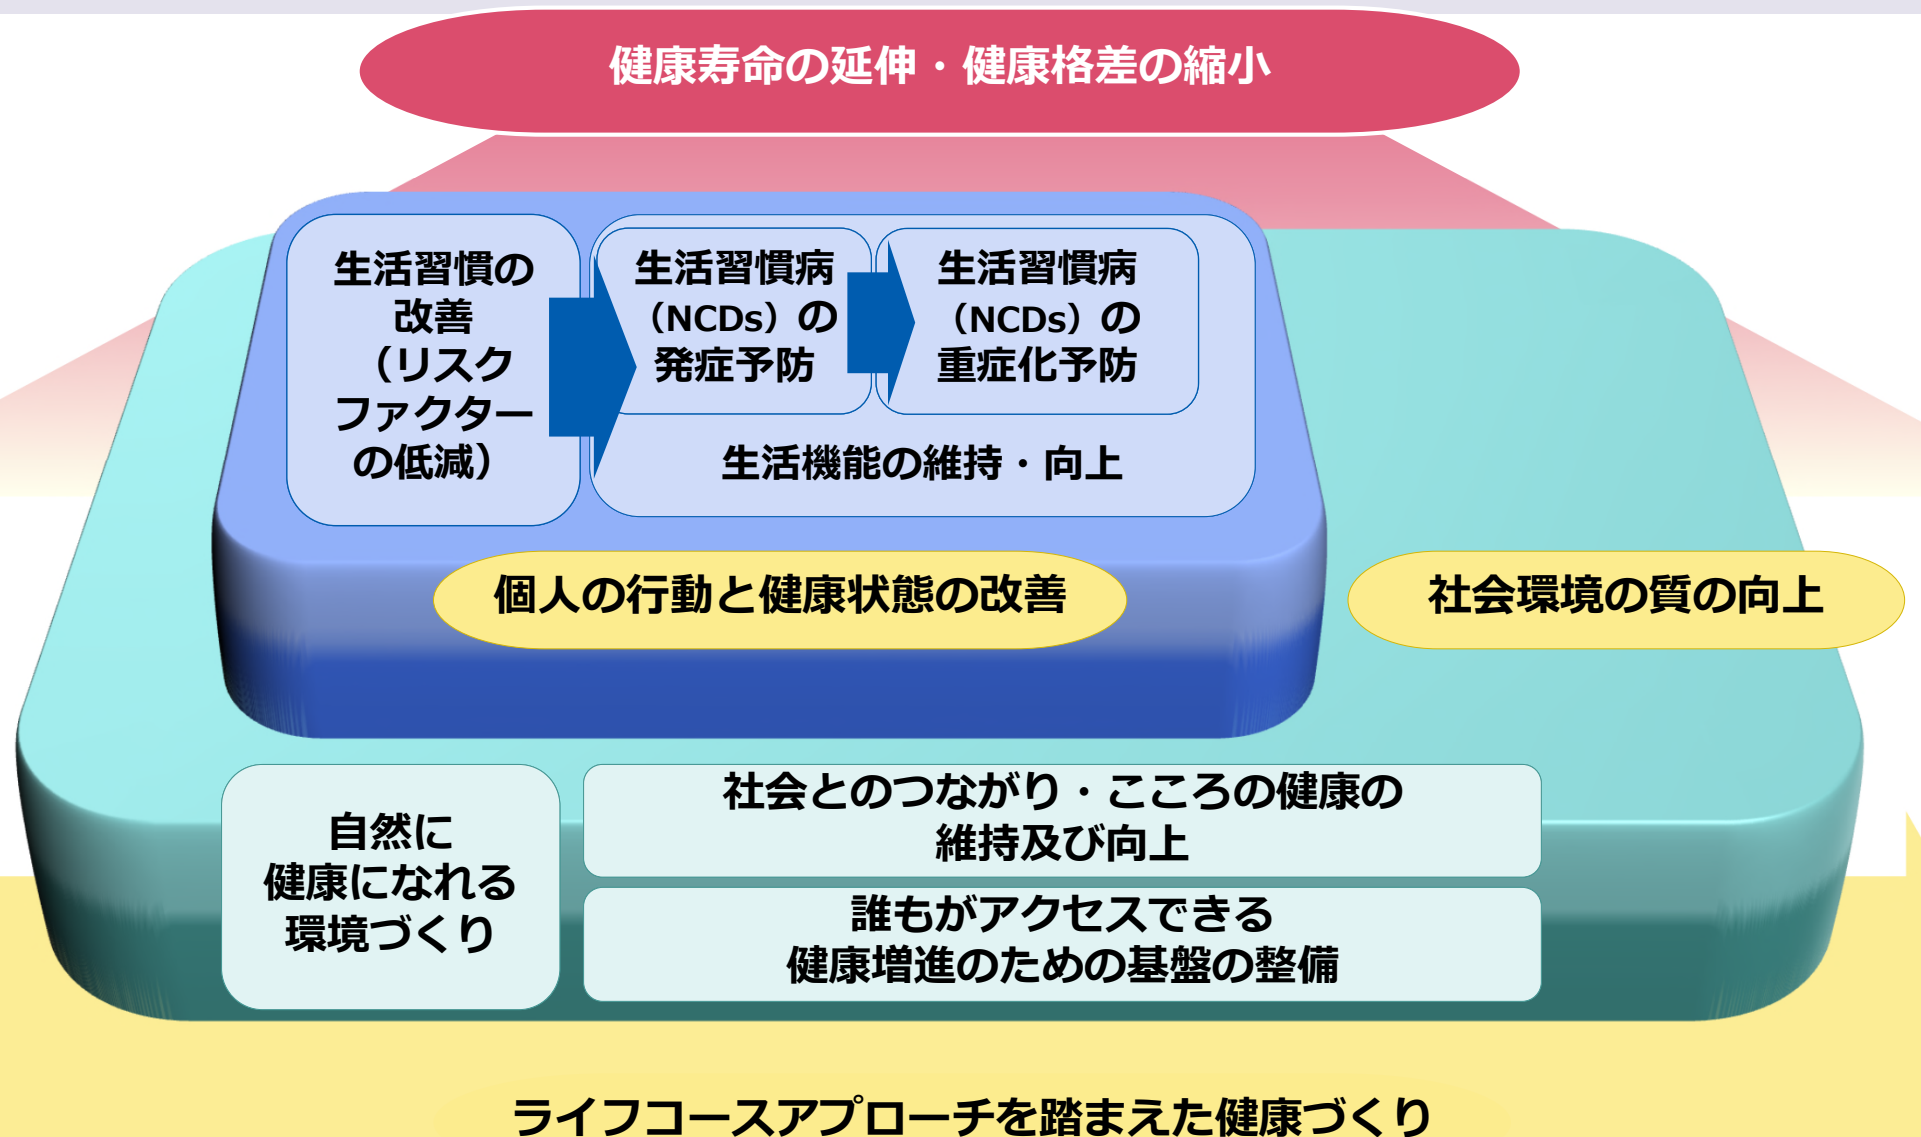 健康寿命の延伸・健康格差の縮小
生活習慣の
改善
（リスク
ファクター
の低減）
生活習慣病
（NCDs）の
発症予防
生活習慣病
（NCDs）の
重症化予防
生活機能の維持・向上
個人の行動と健康状態の改善
社会環境の質の向上
自然に
健康になれる
環境づくり
社会とのつながり・こころの健康の
維持及び向上
誰もがアクセスできる
健康増進のための基盤の整備
ライフコースアプローチを踏まえた健康づくり